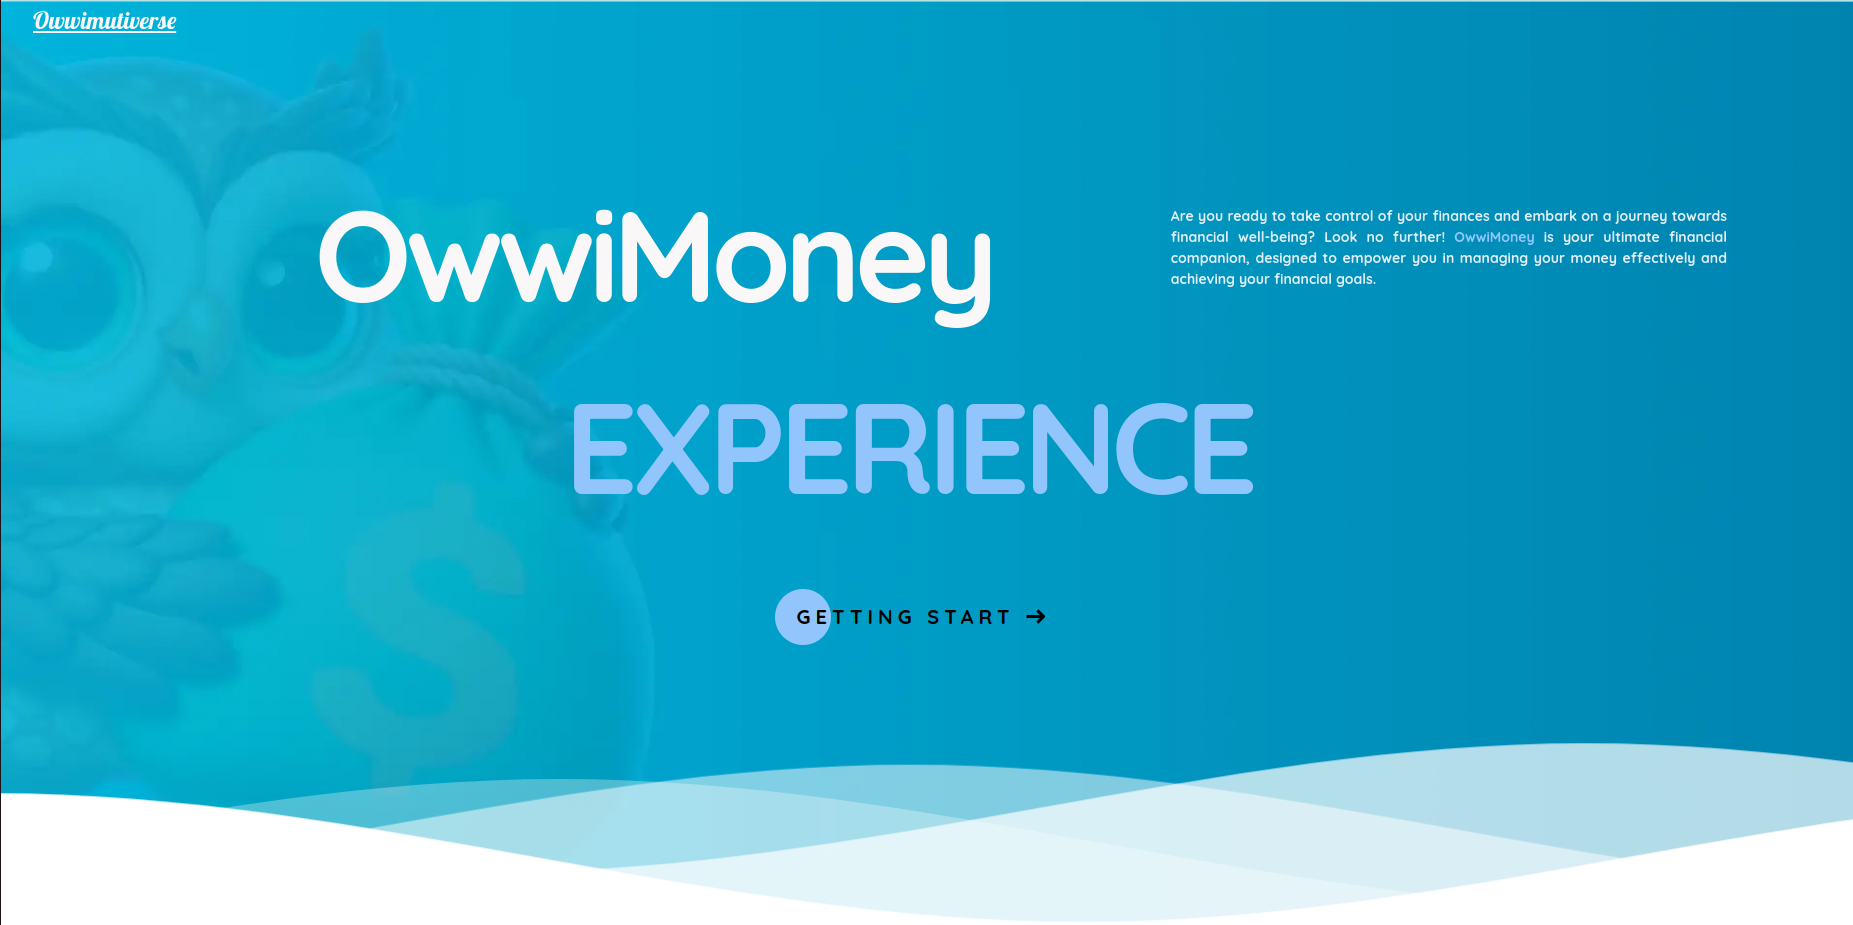 Owwimutiverse
OwwiMoney
Are you ready to take control of your finances and embark on a journey towards
financial well-being? Look no further! OwwiMoney is your ultimate financial
companion, designed to empower you in managing your money effectively and
achieving your financial goals.
EXPERIENCE
$
GETTING START →